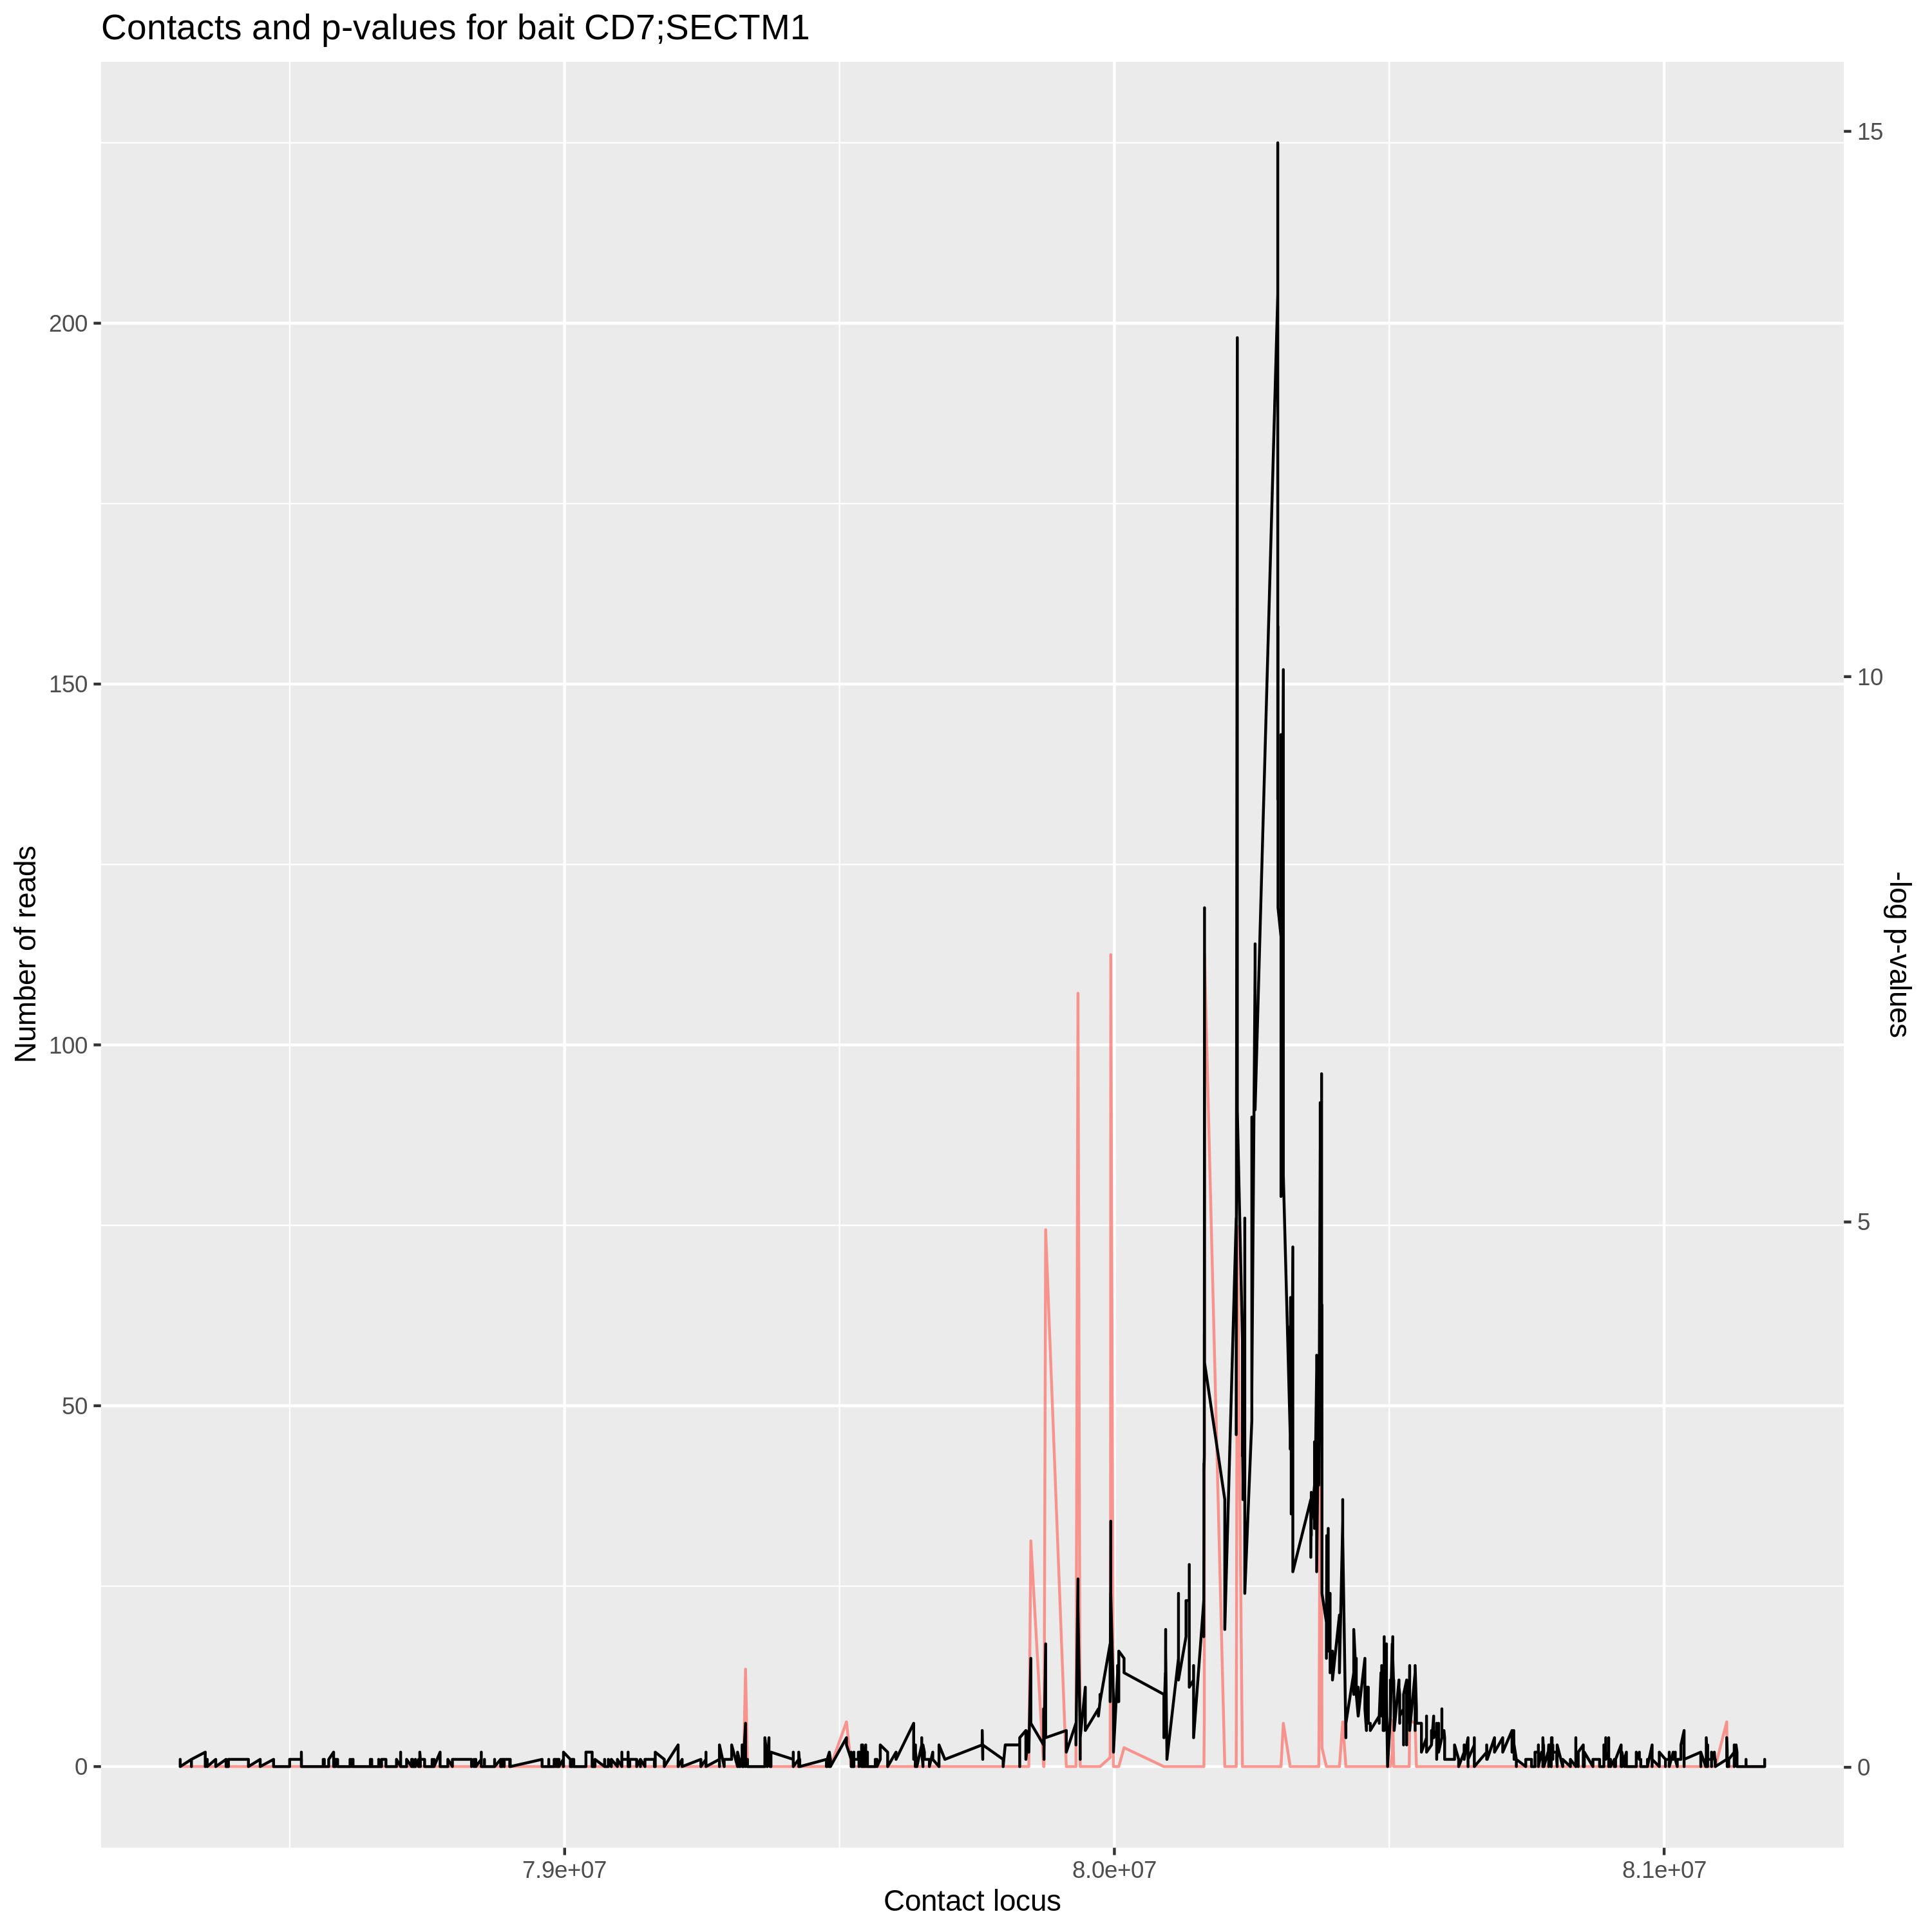 Contacts and p-values for bait CD7;SECTM1
15
200
150
10
Number of reads
-log p-values
100
5
50
0
0
7.9e+07
8.0e+07
8.1e+07
Contact locus